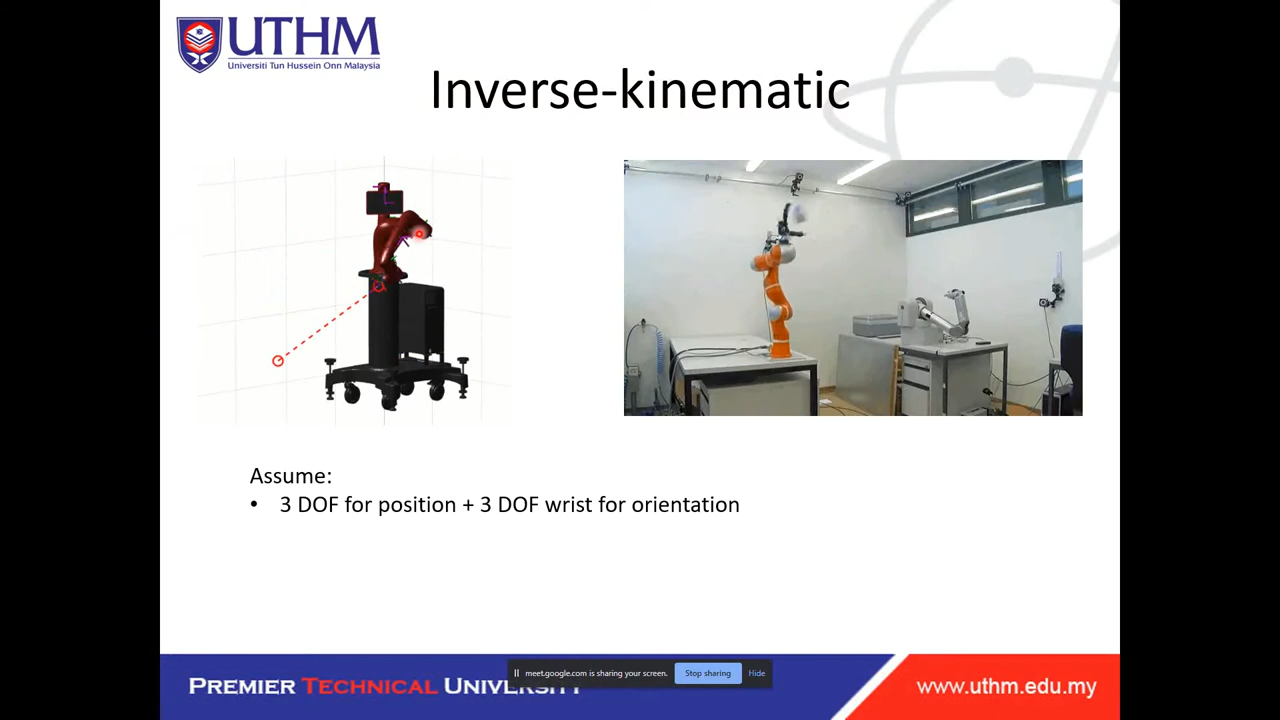 UTHM
Universiti Tun Hussein Onn Malaysia
Inverse-kinematic
Assume:
• 3 DOF for position + 3 DOF wrist for orientation
meet.google.com is sharing your screen. Stop sharing Hide
PREMIER TECHNICAL UNIVERSITY
www.uthm.edu.my